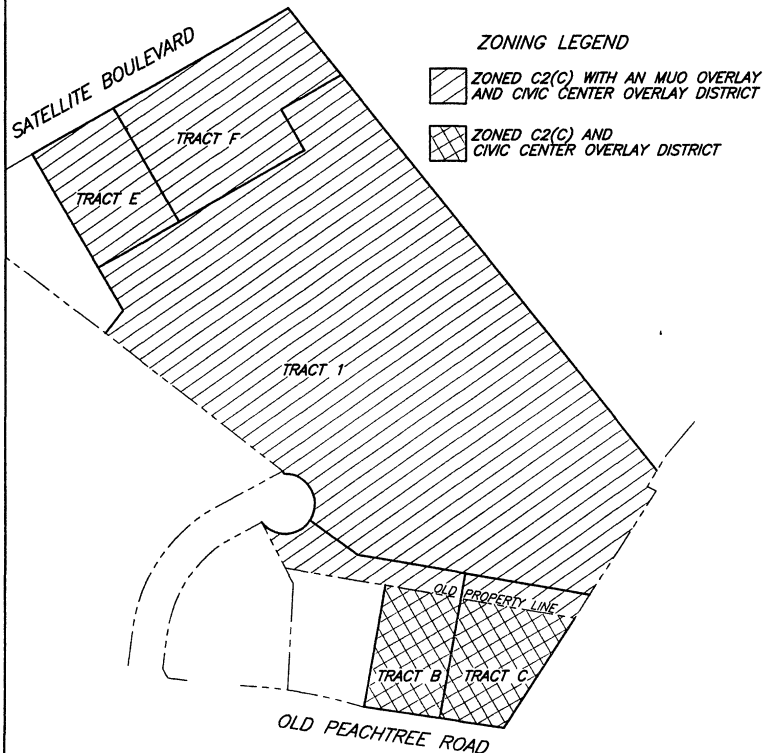 ZONING LEGEND
ZONED C2(C) WITH AN MUO OVERLAY
AND CIVIC CENTER OVERLAY DISTRICT
ZONED C2(C) AND
CIVIC CENTER OVERLAY DISTRICT
SATELLITE BOULEVARD
TRACT F
TRACT E
TRACT 1
OLD PROPERTY LINE
TRACT B
TRACT C
OLD PEACHTREE ROAD